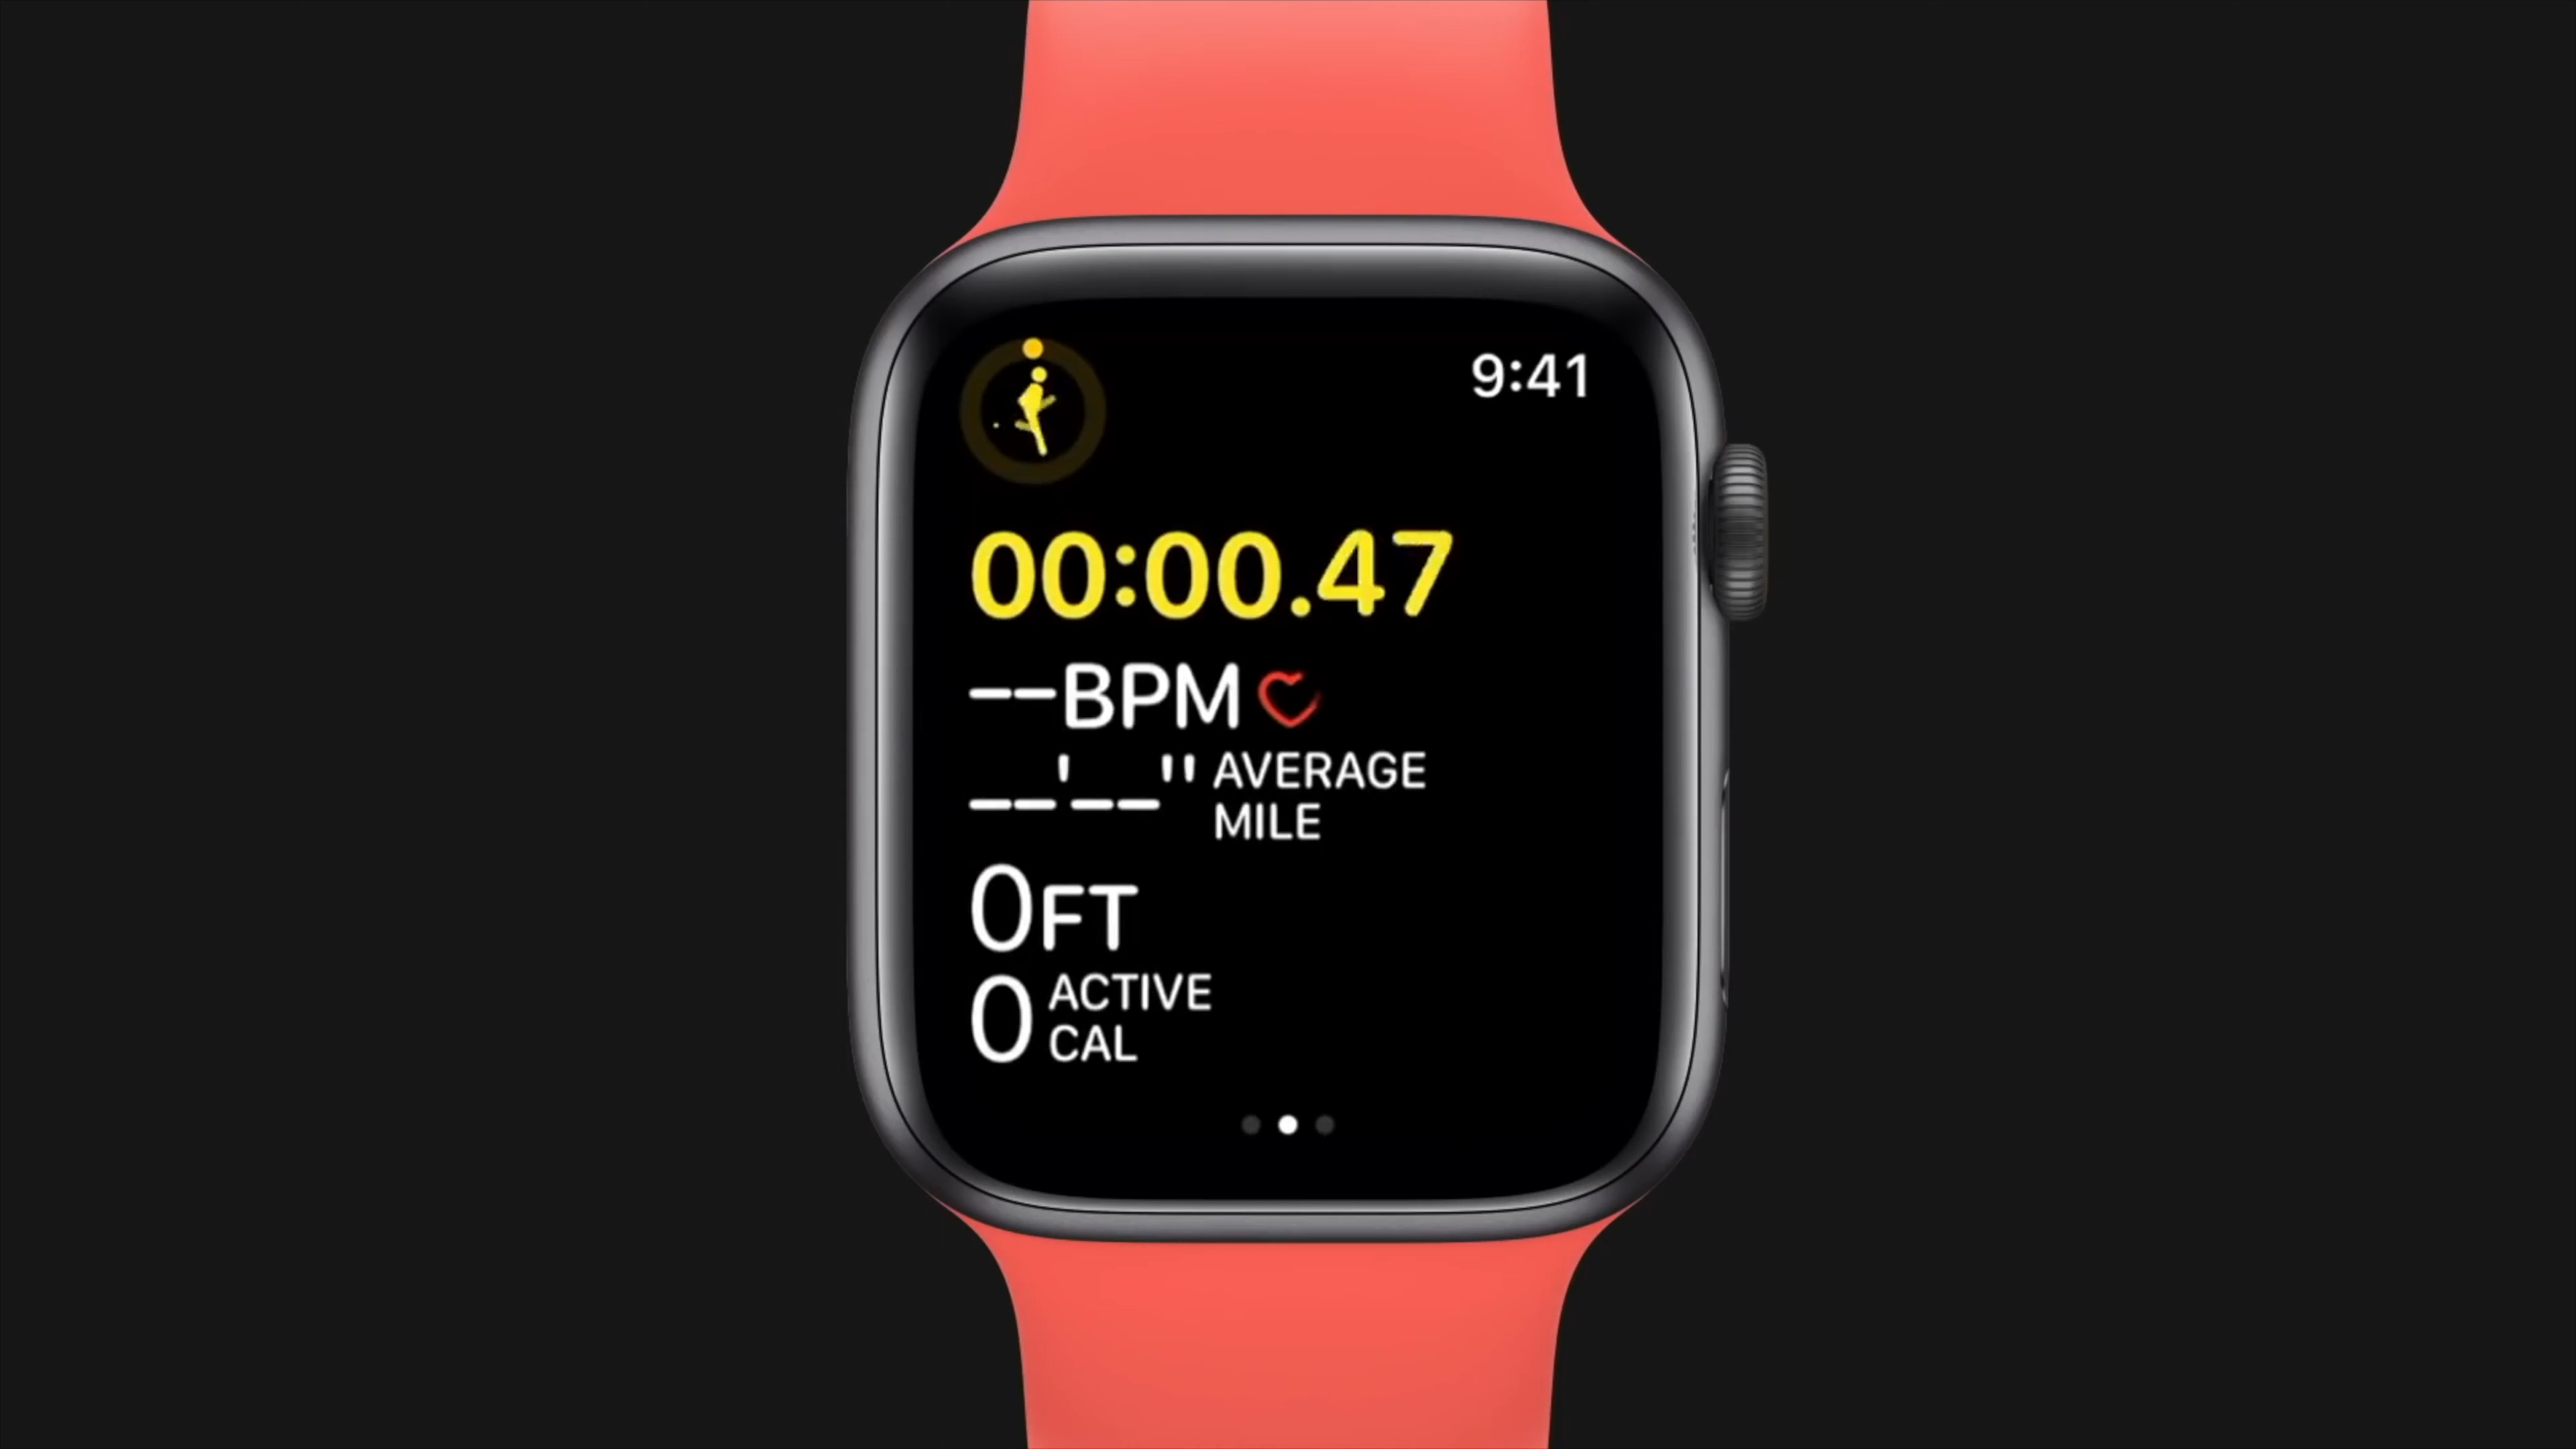 9:41
00:00.47
--BPM
--'--" AVERAGE
MILE
0FT
0 ACTIVE
CAL